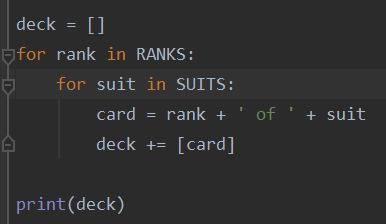 deck = []
for rank in RANKS:
    for suit in SUITS:
        card = rank + ' of ' + suit
        deck += [card]

print(deck)